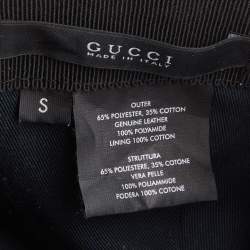 GUCCI
MADE IN ITALY
S
OUTER
65% POLYESTER, 35% COTTON
GENUINE LEATHER
100% POLYAMIDE
LINING 100% COTTON
STRUTTURA
65% POLIESTERE, 35% COTONE
VERA PELLE
100% POLIAMMIDE
FODERA 100% COTONE